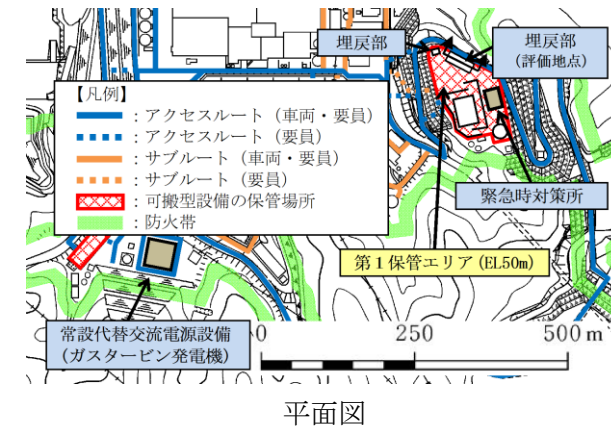 埋戻部
埋戻部
(評価地点)
【凡例】
：アクセスルート（車両・要員）
：アクセスルート（要員）
：サブルート（車両・要員）
：サブルート（要員）
：可搬型設備の保管場所
：防火帯
緊急時対策所
第１保管エリア(EL50m)
常設代替交流電源設備
(ガスタービン発電機)
0 250 500 m
平面図